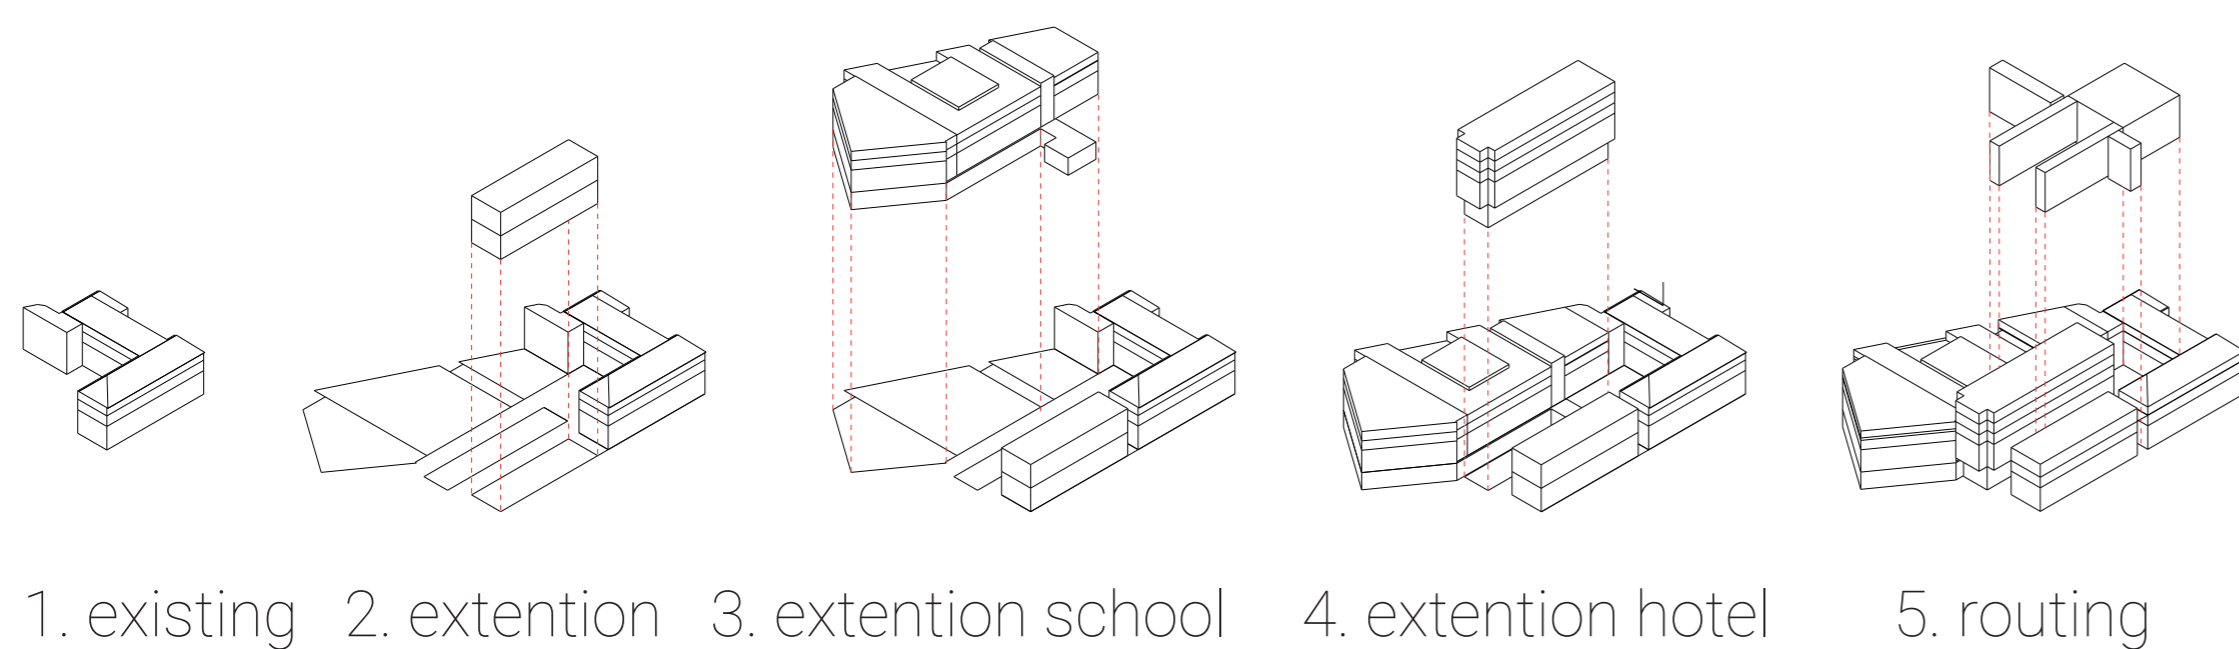 1. existing 2. extention 3. extention school 4. extention hotel 5. routing